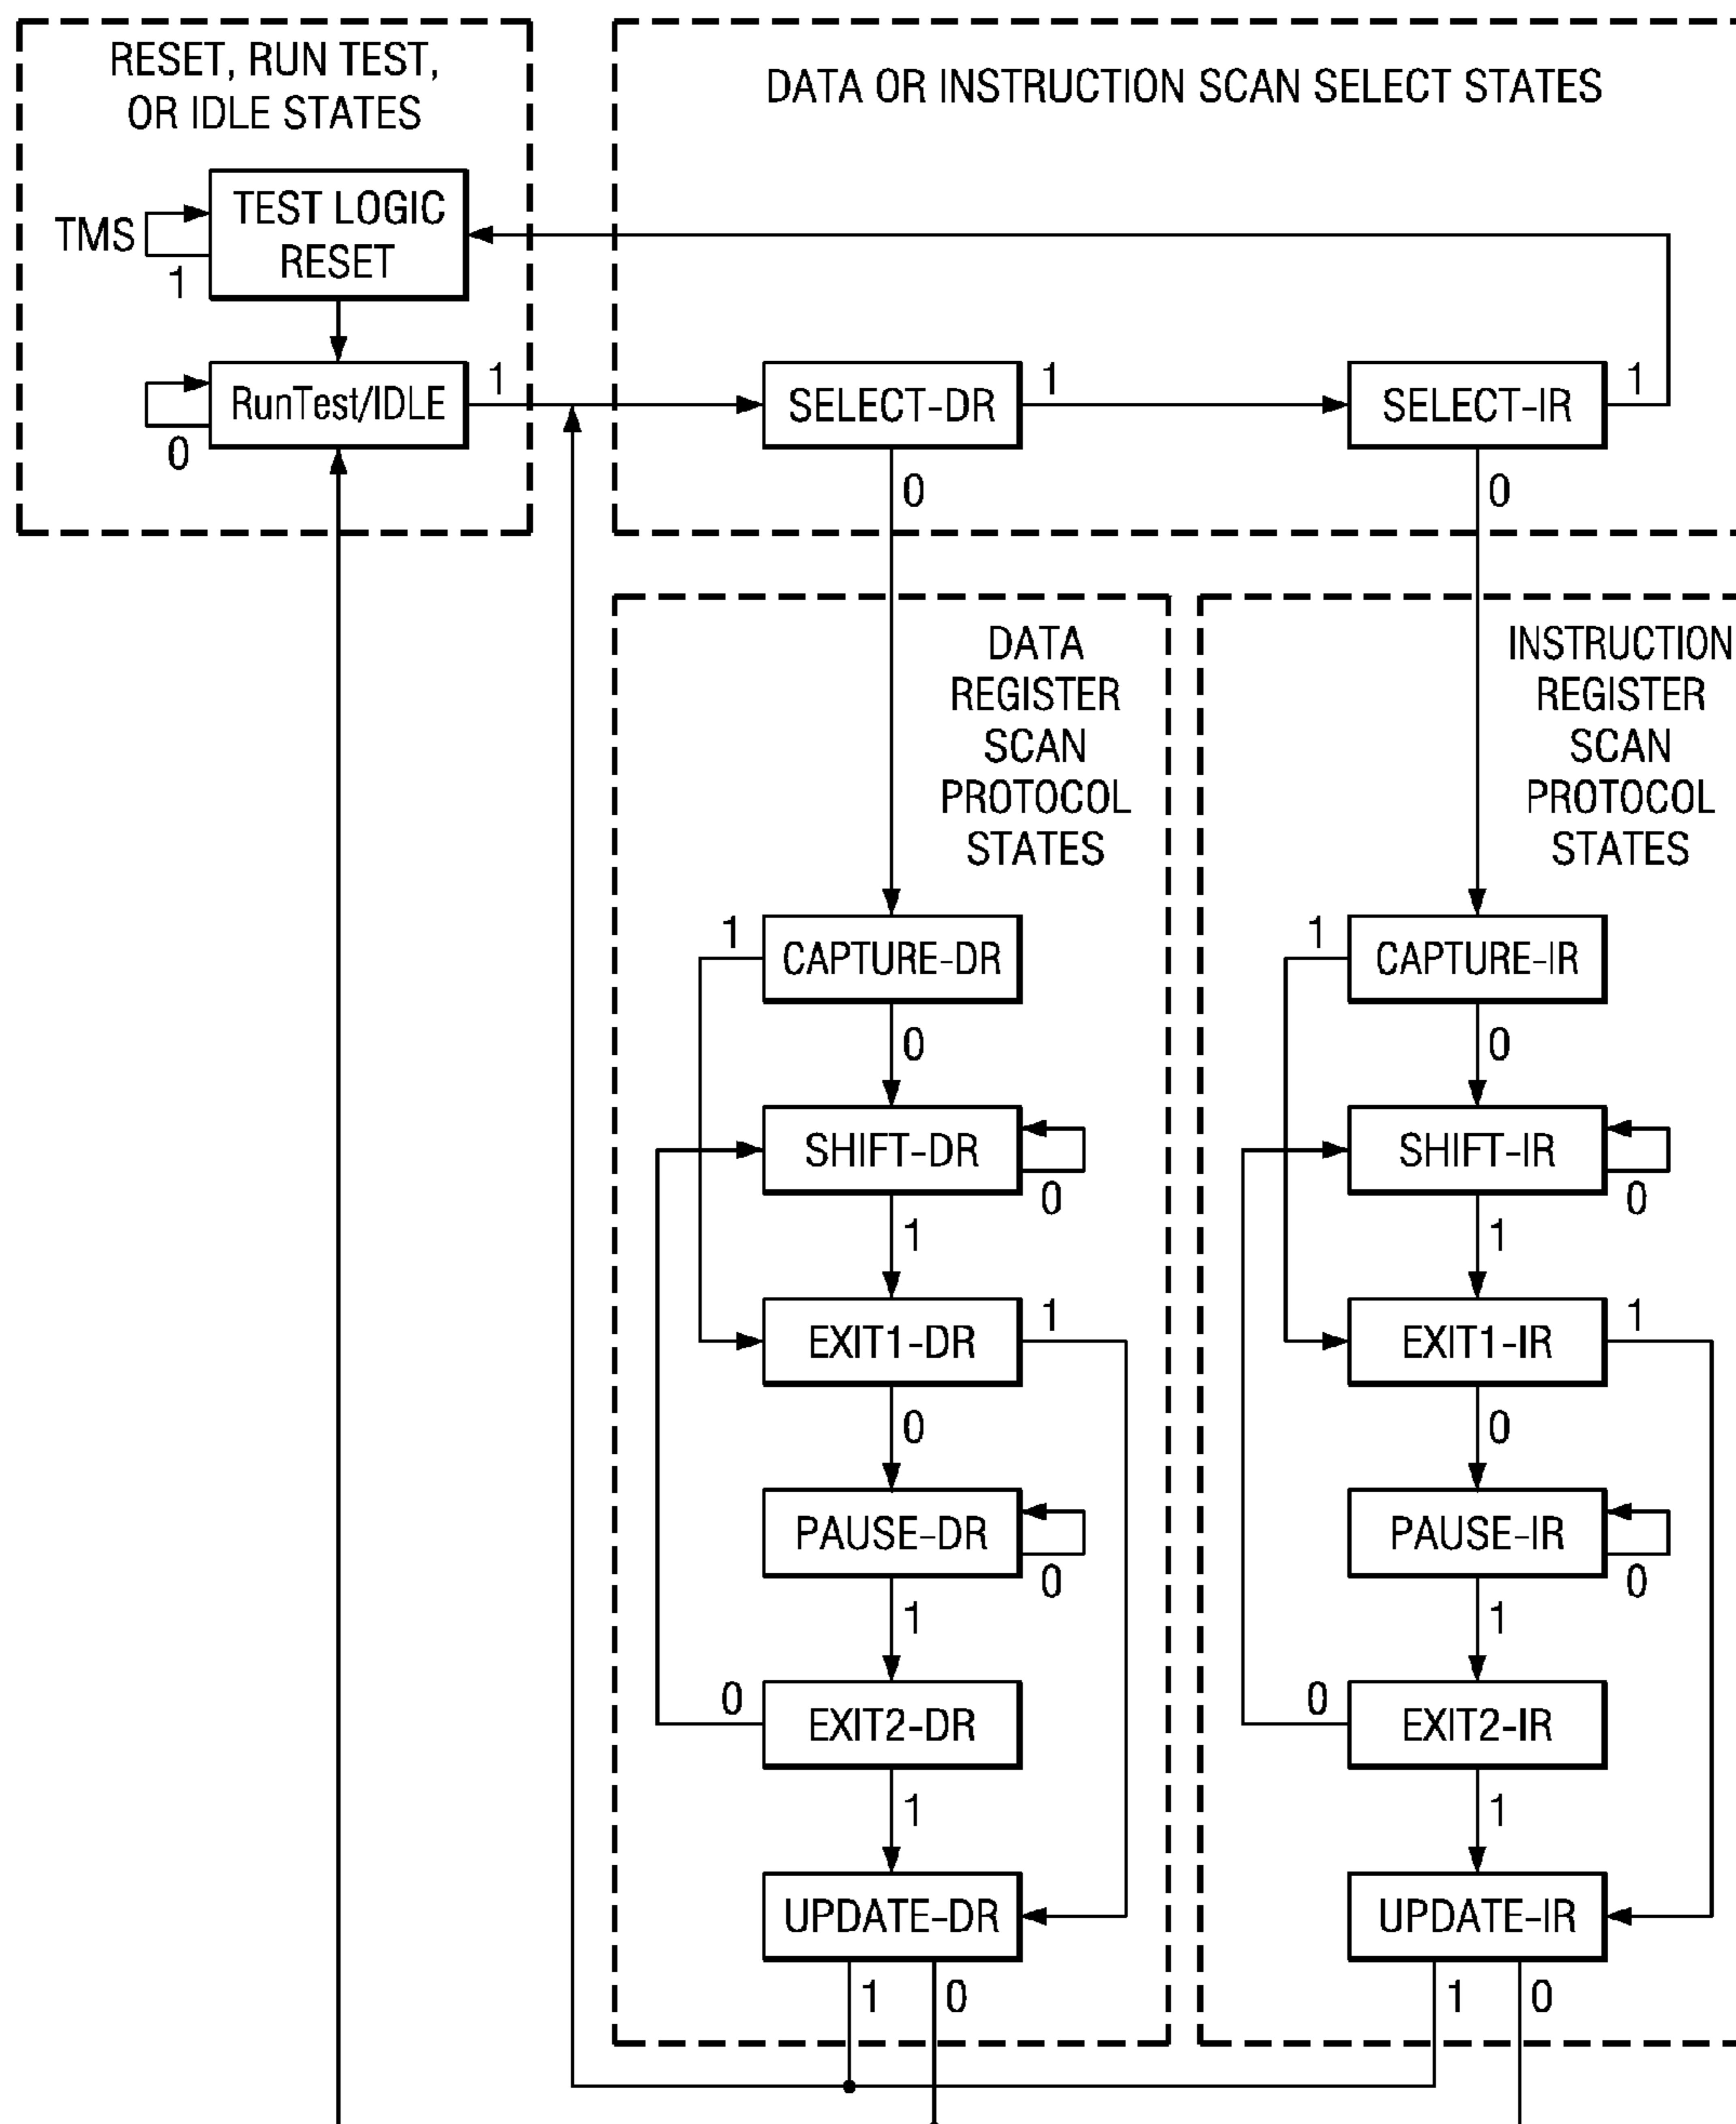 RESET, RUN TEST,
OR IDLE STATES
DATA OR INSTRUCTION SCAN SELECT STATES
TEST LOGIC
RESET
TMS
1
RunTest/IDLE
1
0
SELECT-DR
1
0
SELECT-IR
1
0
DATA
REGISTER
SCAN
PROTOCOL
STATES
1
CAPTURE-DR
0
SHIFT-DR
0
1
EXIT1-DR
1
0
PAUSE-DR
0
1
0
EXIT2-DR
1
UPDATE-DR
1
0
INSTRUCTION
REGISTER
SCAN
PROTOCOL
STATES
1
CAPTURE-IR
0
SHIFT-IR
0
1
EXIT1-IR
1
0
PAUSE-IR
0
1
0
EXIT2-IR
1
UPDATE-IR
1
0